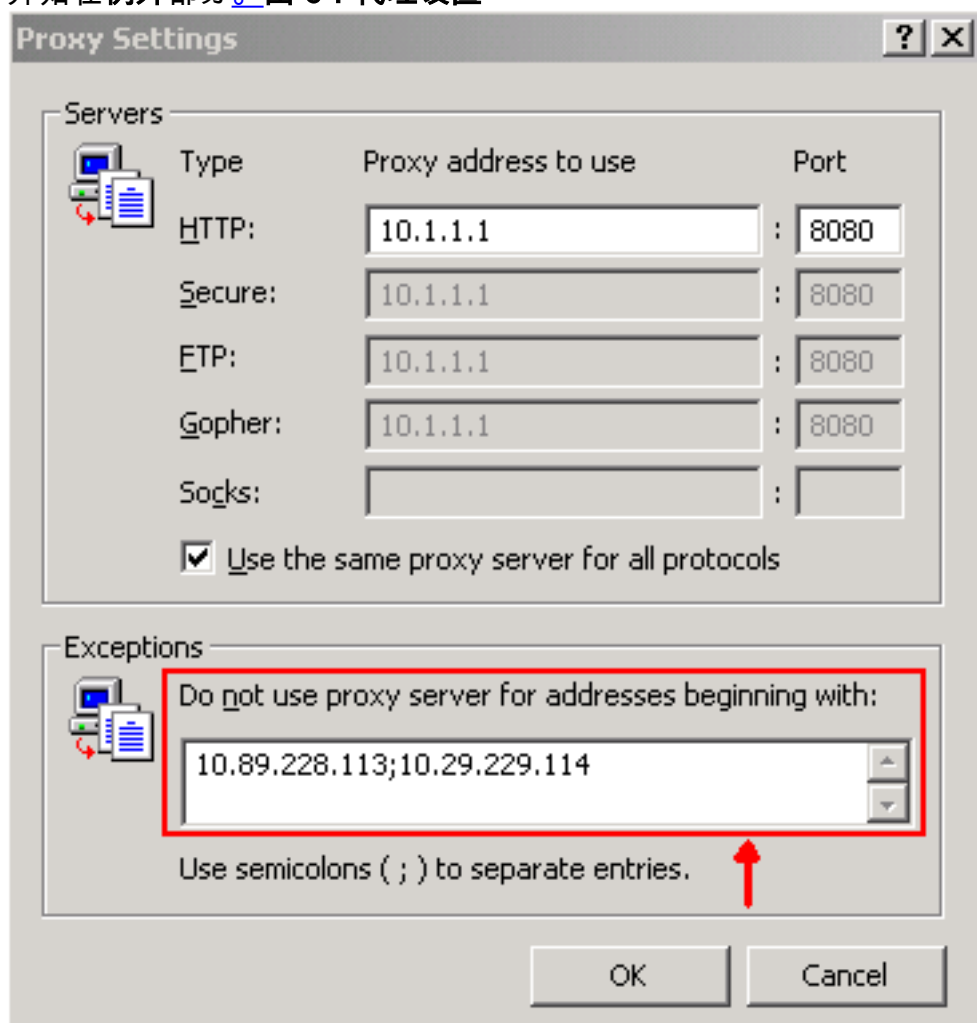 Proxy Settings
Servers
Type Proxy address to use Port
HTTP: 10.1.1.1 : 8080
Secure: 10.1.1.1 : 8080
FTP: 10.1.1.1 : 8080
Gopher: 10.1.1.1 : 8080
Socks: :
Use the same proxy server for all protocols
Exceptions
Do not use proxy server for addresses beginning with:
10.89.228.113;10.29.229.114
Use semicolons ( ; ) to separate entries.
OK Cancel